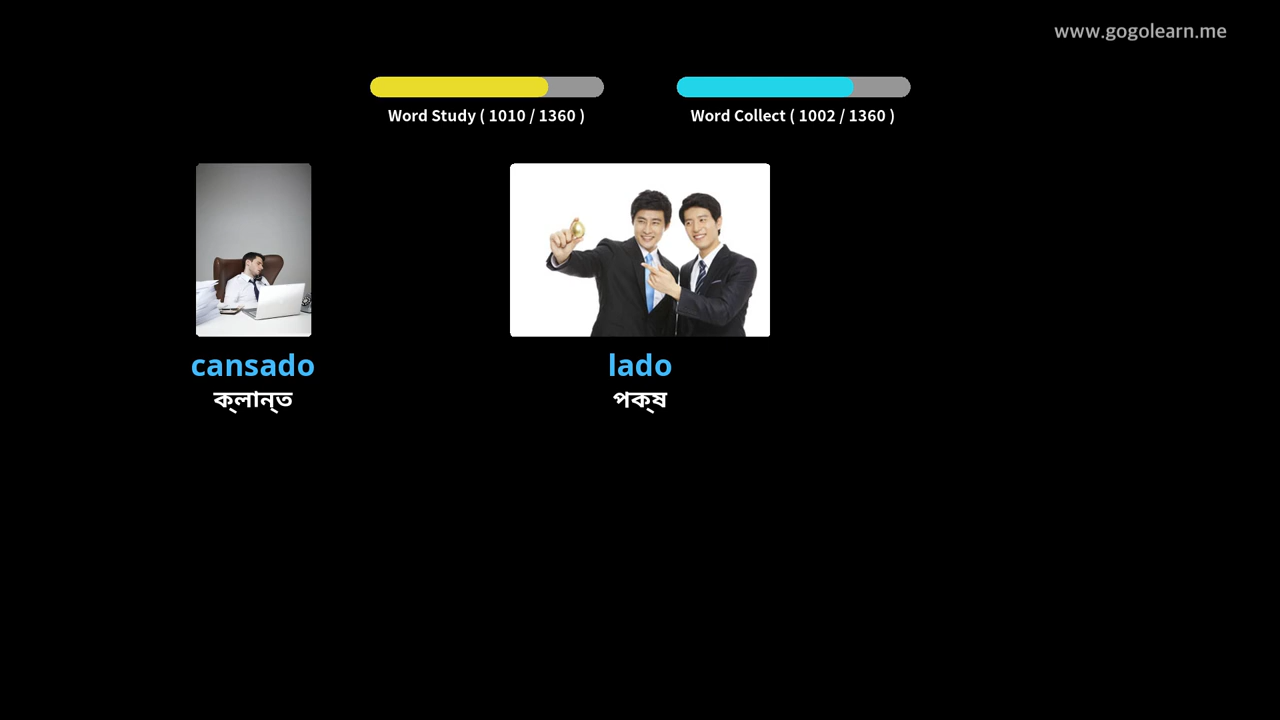 www.gogolearn.me
Word Study ( 1010 / 1360 )
Word Collect ( 1002 / 1360 )
cansado
ক্লান্ত
lado
পক্ষ